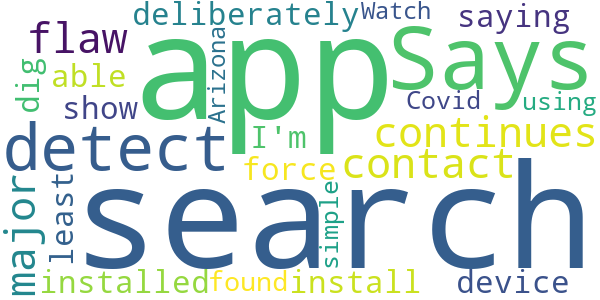 deliberately
Watch
saying
flaw
app
Says
able
dig
show
Arizona
Covid
using
I'm
continues
detect
contact
force
major
least
search
simple
installed
found
install
device